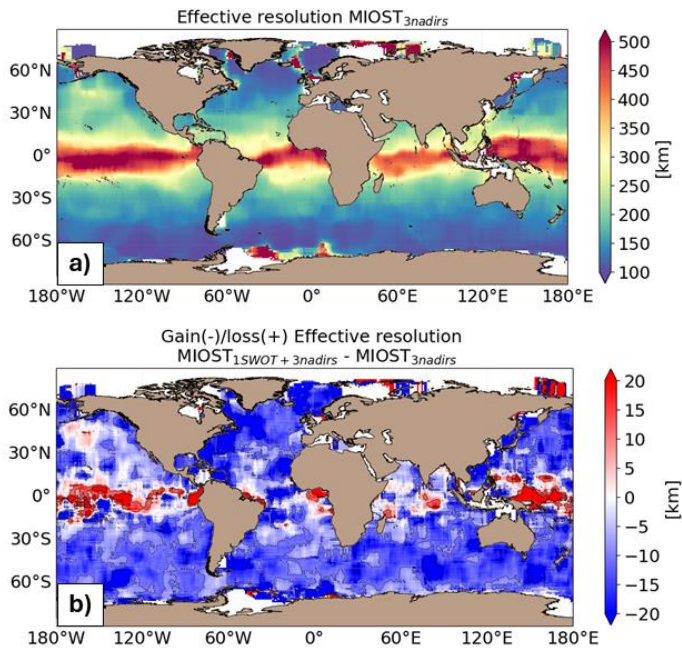 Effective resolution MIOST3nadirs
60°N
30°N
0°
30°S
60°S
a)
180°W 120°W 60°W 0° 60°E 120°E 180°E
500
450
400
350
300
250
200
150
100
[km]
Gain(-)/loss(+) Effective resolution
MIOST1SWOT+3nadirs - MIOST3nadirs
60°N
30°N
0°
30°S
60°S
b)
180°W 120°W 60°W 0° 60°E 120°E 180°E
20
15
10
5
0
−5
−10
−15
−20
[km]